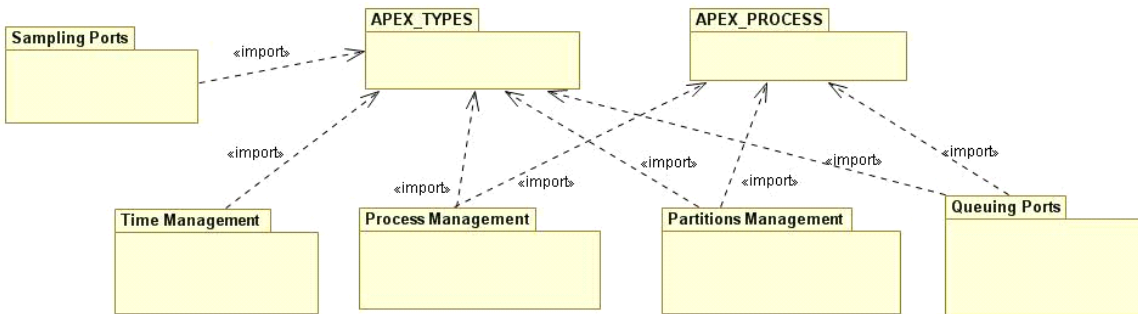 APEX_TYPES
APEX_PROCESS
Sampling Ports
«import»
«import»
«import»
«import»
«import»
«import»
«import»
«import»
Time Management
Process Management
Partitions Management
Queuing Ports